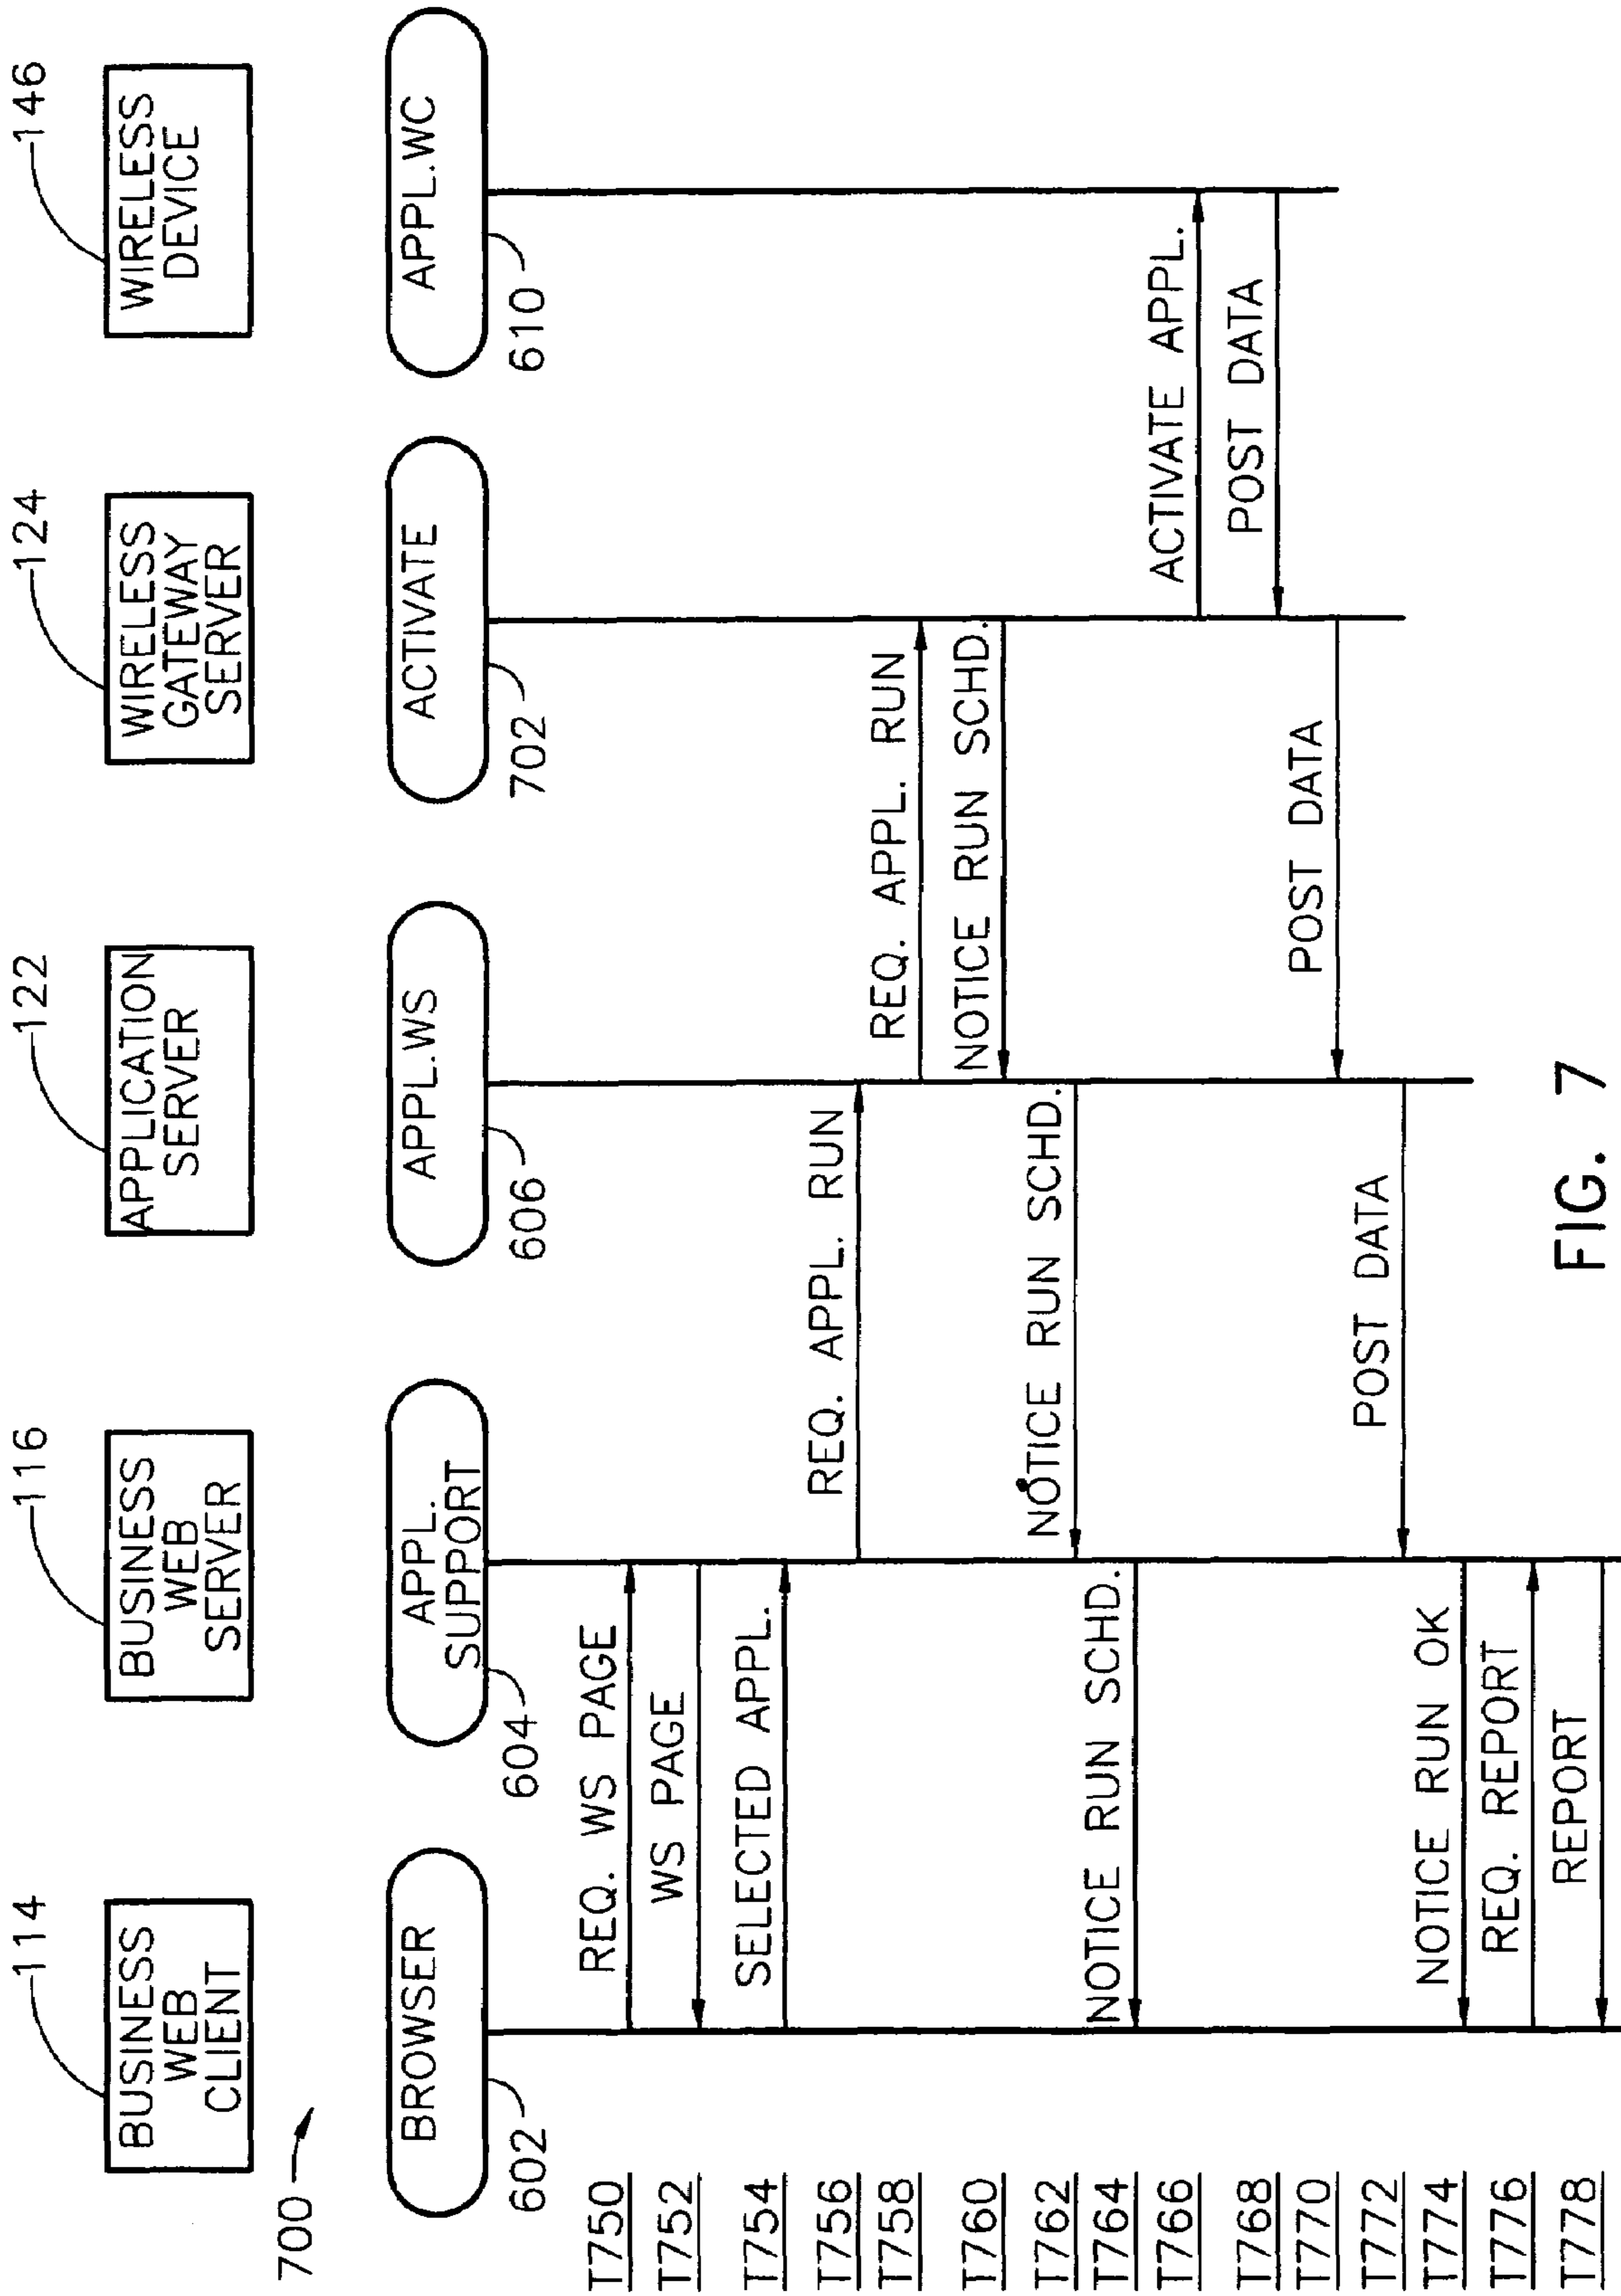 114
116
122
124
146
BUSINESS
WEB
CLIENT
BUSINESS
WEB
SERVER
APPLICATION
SERVER
WIRELESS
GATEWAY
SERVER
WIRELESS
DEVICE
700
BROWSER
APPL.
SUPPORT
APPL.WS
ACTIVATE
APPL.WC
602
604
606
702
610
T750
REQ. WS PAGE
T752
WS PAGE
T754
SELECTED APPL.
T756
REQ. APPL. RUN
T758
REQ. APPL. RUN
T760
NOTICE RUN SCHD.
T762
NOTICE RUN SCHD.
T764
NOTICE RUN SCHD.
T766
ACTIVATE APPL.
T768
POST DATA
T770
POST DATA
T772
POST DATA
T774
NOTICE RUN OK
T776
REQ. REPORT
T778
REPORT
FIG. 7